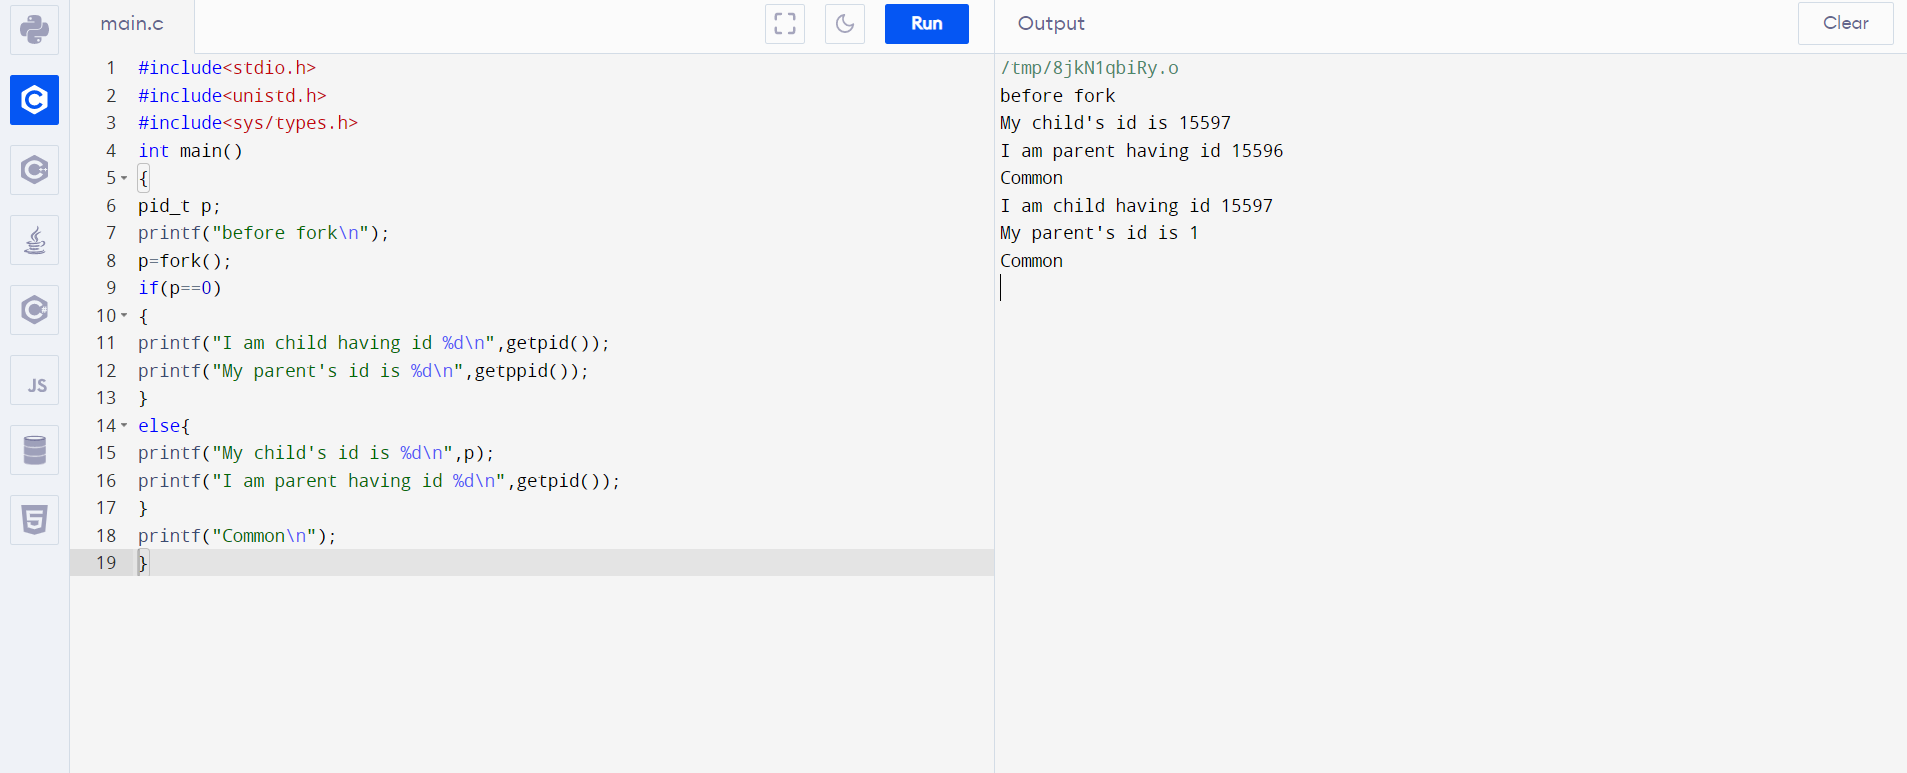 main.c
Run
Output
Clear
1 #include<stdio.h>
2 #include<unistd.h>
3 #include<sys/types.h>
4 int main()
5 {
6 pid_t p;
7 printf("before fork\n");
8 p=fork();
9 if(p==0)
10 {
11 printf("I am child having id %d\n",getpid());
12 printf("My parent's id is %d\n",getppid());
13 }
14 else{
15 printf("My child's id is %d\n",p);
16 printf("I am parent having id %d\n",getpid());
17 }
18 printf("Common\n");
19 }
/tmp/8jkN1qbiRy.o
before fork
My child's id is 15597
I am parent having id 15596
Common
I am child having id 15597
My parent's id is 1
Common
JS